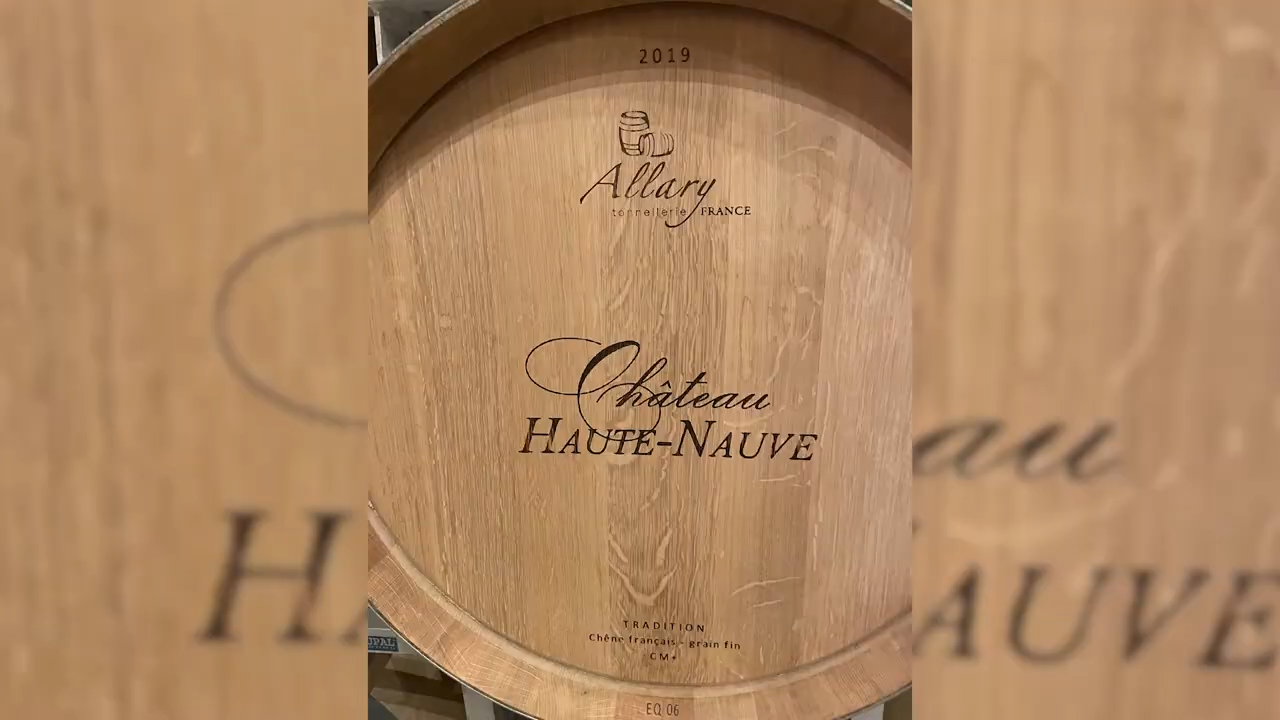 2019
Allary
tonnellerie FRANCE
Château
HAUTE-NAUVE
TRADITION
Chêne français - grain fin
CM+
EQ 06